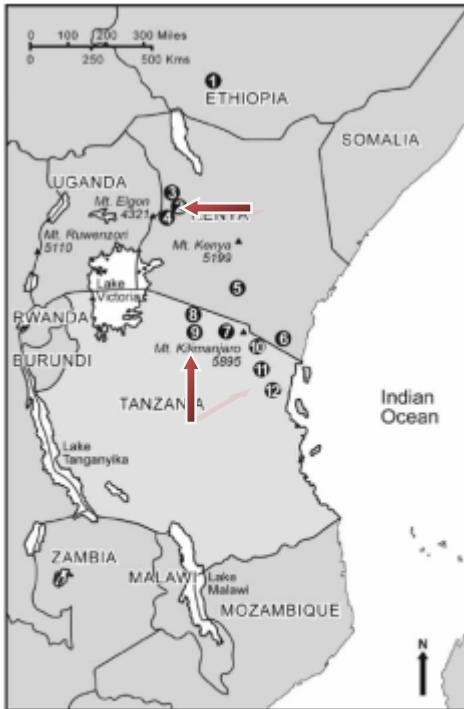 0 100 200 300 Miles
0 250 500 Kms
1
ETHIOPIA
SOMALIA
UGANDA
3
2
Mt. Elgon
4321
4
KENYA
Mt. Ruwenzori
5110
Mt. Kenya
5199
Lake
Victoria
5
RWANDA
8
9
7
6
BURUNDI
Mt. Kilimanjaro
5895
10
11
12
TANZANIA
Indian
Ocean
Lake
Tanganyika
ZAMBIA
MALAWI
Lake
Malawi
MOZAMBIQUE
N